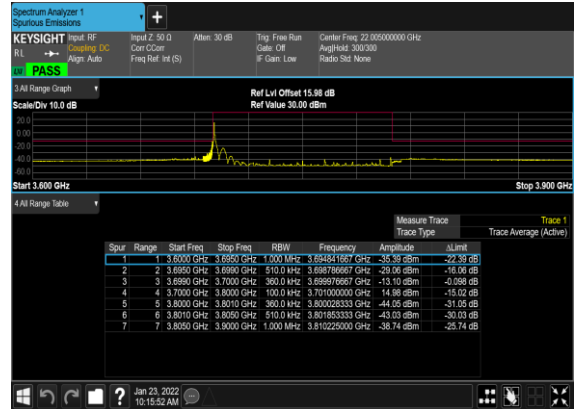 Spectrum Analyzer 1
Spurious Emissions
KEYSIGHT Input: RF Input Z: 50 Ω Atten: 30 dB Trig: Free Run Center Freq: 22.005000000 GHz
RL Coupling: DC Corr CCorr Gate: Off Avg|Hold: 300/300
Align: Auto Freq Ref: Int (S) IF Gain: Low Radio Std: None
PASS
3 All Range Graph
Ref Lvl Offset 15.98 dB
Scale/Div 10.0 dB Ref Value 30.00 dBm
20.0
0.00
-20.0
-40.0
-60.0
Start 3.600 GHz Stop 3.900 GHz
4 All Range Table
Measure Trace Trace 1
Trace Type Trace Average (Active)
Spur Range Start Freq Stop Freq RBW Frequency Amplitude ΔLimit
1 1 3.6000 GHz 3.6950 GHz 1.000 MHz 3.694841667 GHz -35.39 dBm -22.39 dB
2 2 3.6950 GHz 3.6990 GHz 510.0 kHz 3.698786667 GHz -29.06 dBm -16.06 dB
3 3 3.6990 GHz 3.7000 GHz 360.0 kHz 3.699976667 GHz -13.10 dBm -0.098 dB
4 4 3.7000 GHz 3.8000 GHz 100.0 kHz 3.701000000 GHz 14.98 dBm -15.02 dB
5 5 3.8000 GHz 3.8010 GHz 360.0 kHz 3.800028333 GHz -44.05 dBm -31.05 dB
6 6 3.8010 GHz 3.8050 GHz 510.0 kHz 3.801853333 GHz -43.03 dBm -30.03 dB
7 7 3.8050 GHz 3.9000 GHz 1.000 MHz 3.810225000 GHz -38.74 dBm -25.74 dB
Jan 23, 2022
10:15:52 AM